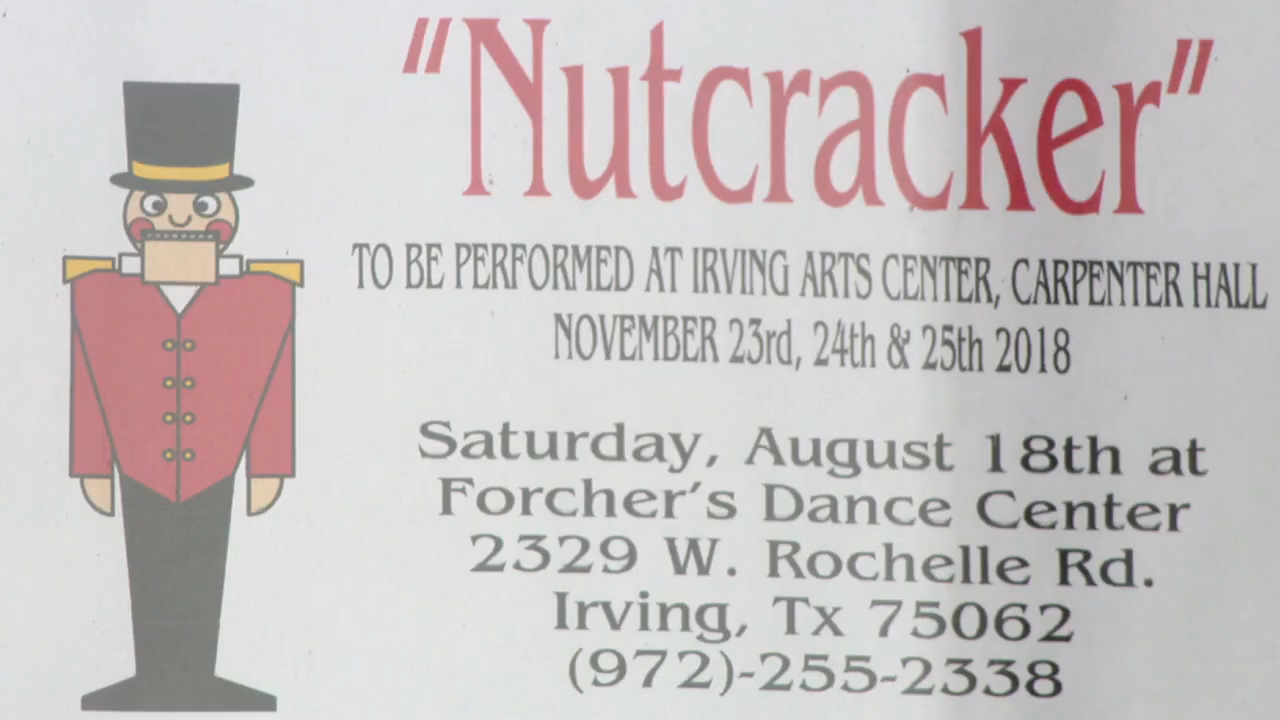 "Nutcracker"
TO BE PERFORMED AT IRVING ARTS CENTER, CARPENTER HALL
NOVEMBER 23rd, 24th & 25th 2018
Saturday, August 18th at
Forcher's Dance Center
2329 W. Rochelle Rd.
Irving, Tx 75062
(972)-255-2338